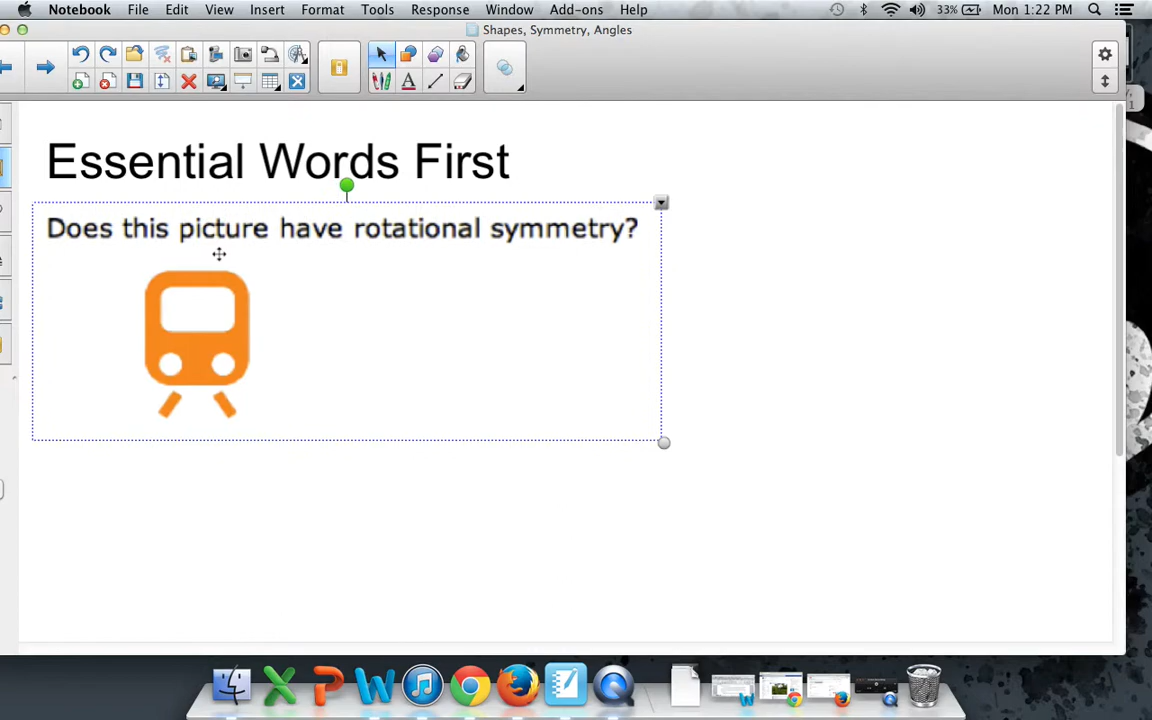 Notebook File Edit View Insert Format Tools Response Window Add-ons Help 33% Mon 1:22 PM
Shapes, Symmetry, Angles
Essential Words First
Does this picture have rotational symmetry?